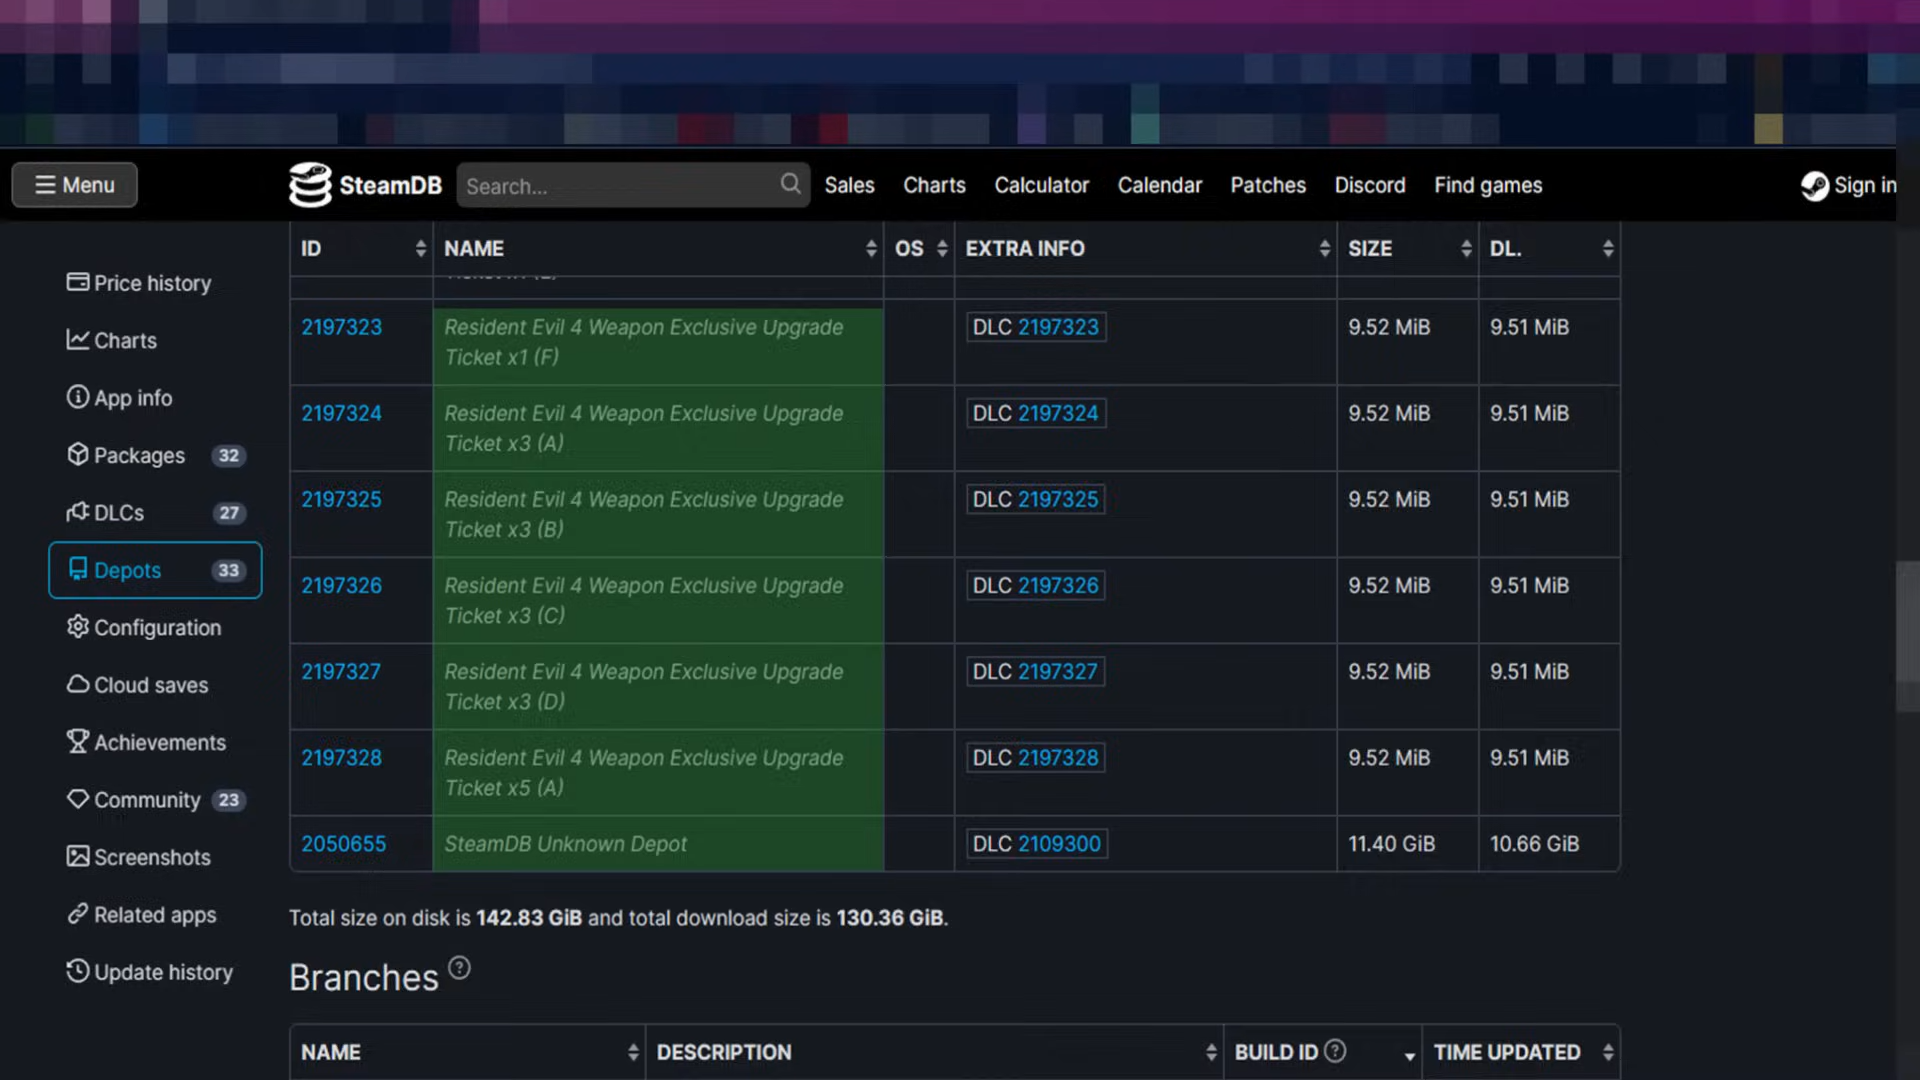 Menu
SteamDB
Search...
Sales
Charts
Calculator
Calendar
Patches
Discord
Find games
Sign in
Price history
Charts
App info
Packages 32
DLCs 27
Depots 33
Configuration
Cloud saves
Achievements
Community 23
Screenshots
Related apps
Update history
ID NAME OS EXTRA INFO SIZE DL.
2197323 Resident Evil 4 Weapon Exclusive Upgrade
Ticket x1 (F)
DLC 2197323 9.52 MiB 9.51 MiB
2197324 Resident Evil 4 Weapon Exclusive Upgrade
Ticket x3 (A)
DLC 2197324 9.52 MiB 9.51 MiB
2197325 Resident Evil 4 Weapon Exclusive Upgrade
Ticket x3 (B)
DLC 2197325 9.52 MiB 9.51 MiB
2197326 Resident Evil 4 Weapon Exclusive Upgrade
Ticket x3 (C)
DLC 2197326 9.52 MiB 9.51 MiB
2197327 Resident Evil 4 Weapon Exclusive Upgrade
Ticket x3 (D)
DLC 2197327 9.52 MiB 9.51 MiB
2197328 Resident Evil 4 Weapon Exclusive Upgrade
Ticket x5 (A)
DLC 2197328 9.52 MiB 9.51 MiB
2050655 SteamDB Unknown Depot DLC 2109300 11.40 GiB 10.66 GiB
Total size on disk is 142.83 GiB and total download size is 130.36 GiB.
Branches ?
NAME DESCRIPTION BUILD ID ? TIME UPDATED